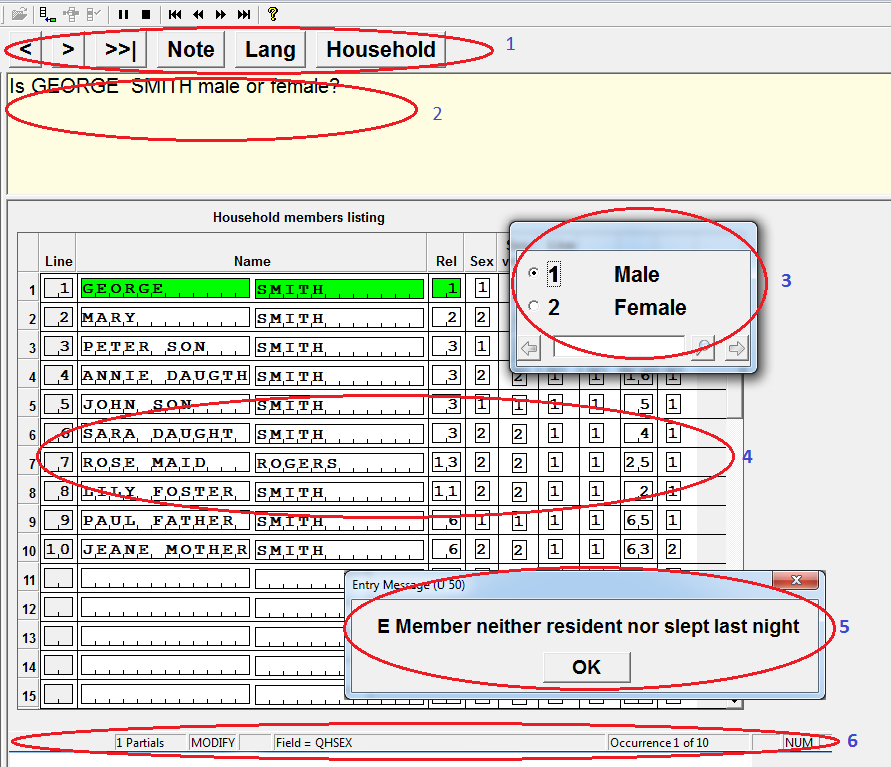 < > >>| Note Lang Household 1
Is GEORGE SMITH male or female?
2
Household members listing
Line Name Rel Sex
1 Male
2 Female
3
1 1 GEORGE SMITH 1 1
2 2 MARY SMITH 2 2
3 3 PETER SON SMITH 3 1
4 4 ANNIE DAUGTH SMITH 3 2 2 1 1 16 1
5 5 JOHN SON SMITH 3 1 1 1 1 5 1
6 6 SARA DAUGHT SMITH 3 2 2 1 1 4 1
7 7 ROSE MAID ROGERS 13 2 2 1 1 25 1
4
8 8 LILY FOSTER SMITH 11 2 2 1 1 2 1
9 9 PAUL FATHER SMITH 6 1 1 1 1 65 1
10 10 JEANE MOTHER SMITH 6 2 2 1 1 63 2
11
12
13
14
15
Entry Message (U 50)
E Member neither resident nor slept last night
OK
5
1 Partials MODIFY Field = QHSEX Occurrence 1 of 10 NUM 6